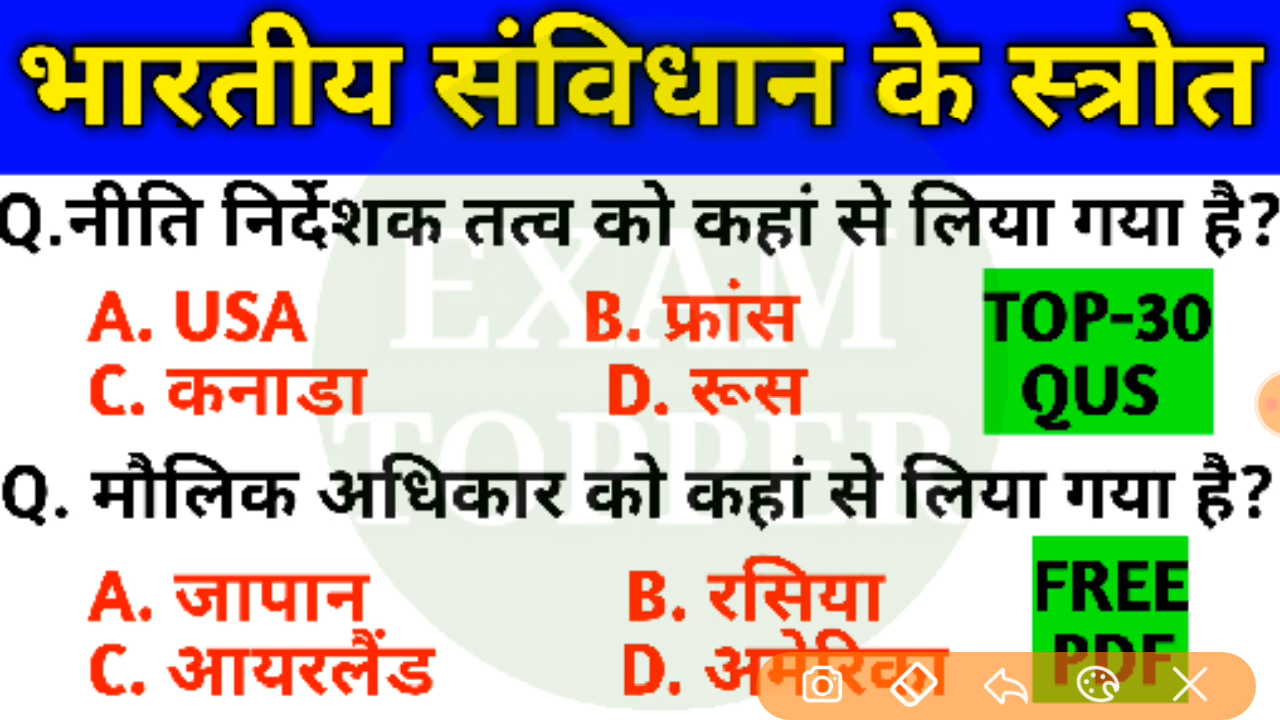 भारतीय संविधान के स्त्रोत
Q.नीति निर्देशक तत्व को कहां से लिया गया है?
A. USA B. फ्रांस
C. कनाडा D. रूस
TOP-30
QUS
Q. मौलिक अधिकार को कहां से लिया गया है?
A. जापान B. रसिया
C. आयरलैंड D. अमेरिका
FREE
PDF
EXAM
TOPPER